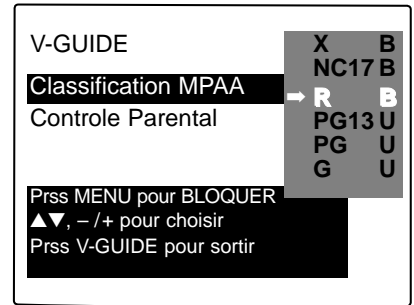 V-GUIDE
Classification MPAA
Controle Parental
X B
NC17 B
➡ R B
PG13 U
PG U
G U
Prss MENU pour BLOQUER
▲▼, – /+ pour choisir
Prss V-GUIDE pour sortir